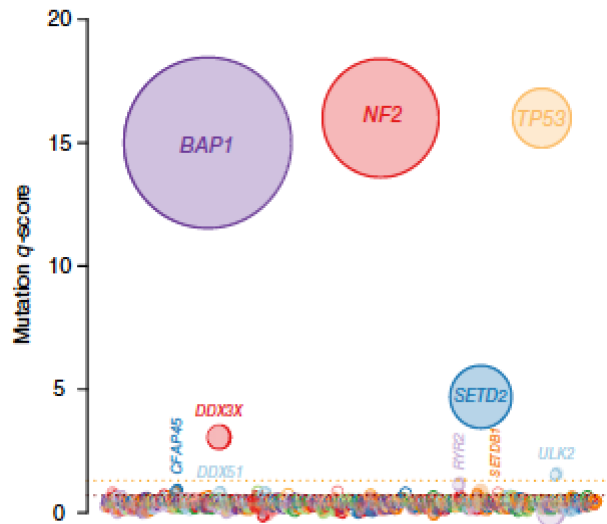 20
15
10
5
0
Mutation q-score
BAP1
NF2
TP53
SETD2
DDX3X
CFAP45
DDX51
RYR2
SETDB1
ULK2